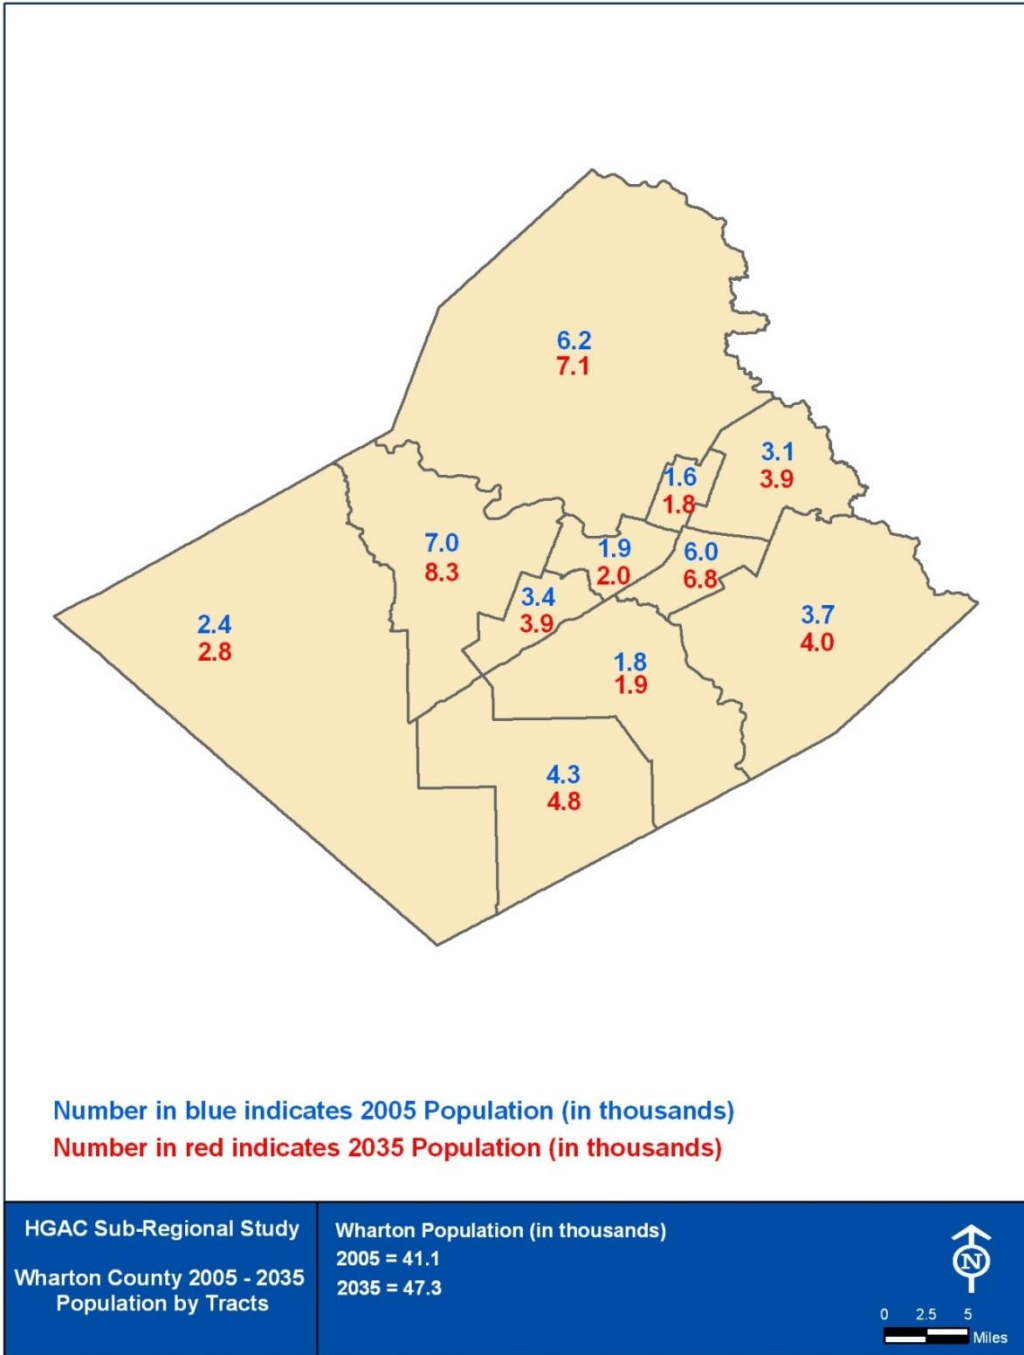 6.2
7.1
3.1
3.9
1.6
1.8
7.0
8.3
1.9
2.0
6.0
6.8
3.4
3.9
2.4
2.8
3.7
4.0
1.8
1.9
4.3
4.8
Number in blue indicates 2005 Population (in thousands)
Number in red indicates 2035 Population (in thousands)
HGAC Sub-Regional Study
Wharton County 2005 - 2035
Population by Tracts
Wharton Population (in thousands)
2005 = 41.1
2035 = 47.3
N
0 2.5 5
Miles